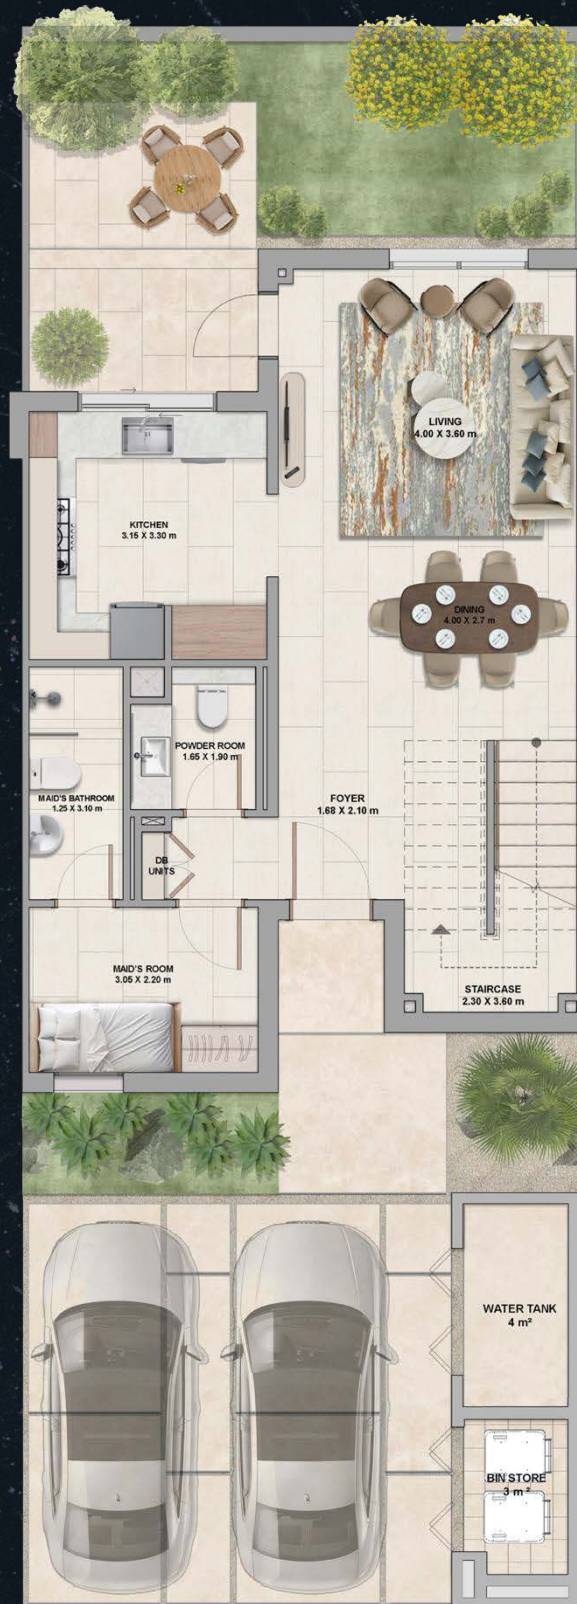 LIVING
4.00 X 3.60 m
KITCHEN
3.15 X 3.30 m
DINING
4.00 X 2.7 m
POWDER ROOM
1.65 X 1.90 m
MAID'S BATHROOM
1.25 X 3.10 m
FOYER
1.68 X 2.10 m
DB
UNITS
MAID'S ROOM
3.05 X 2.20 m
STAIRCASE
2.30 X 3.60 m
WATER TANK
4 m²
BIN STORE
3 m²